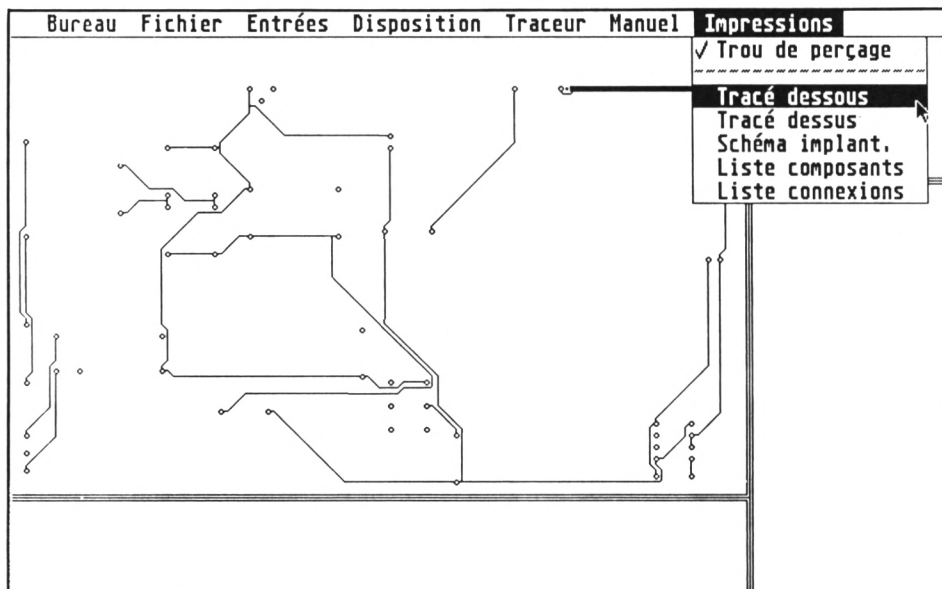 Bureau Fichier Entrées Disposition Traceur Manuel Impressions
✓ Trou de perçage
Tracé dessous
Tracé dessus
Schéma implant.
Liste composants
Liste connexions